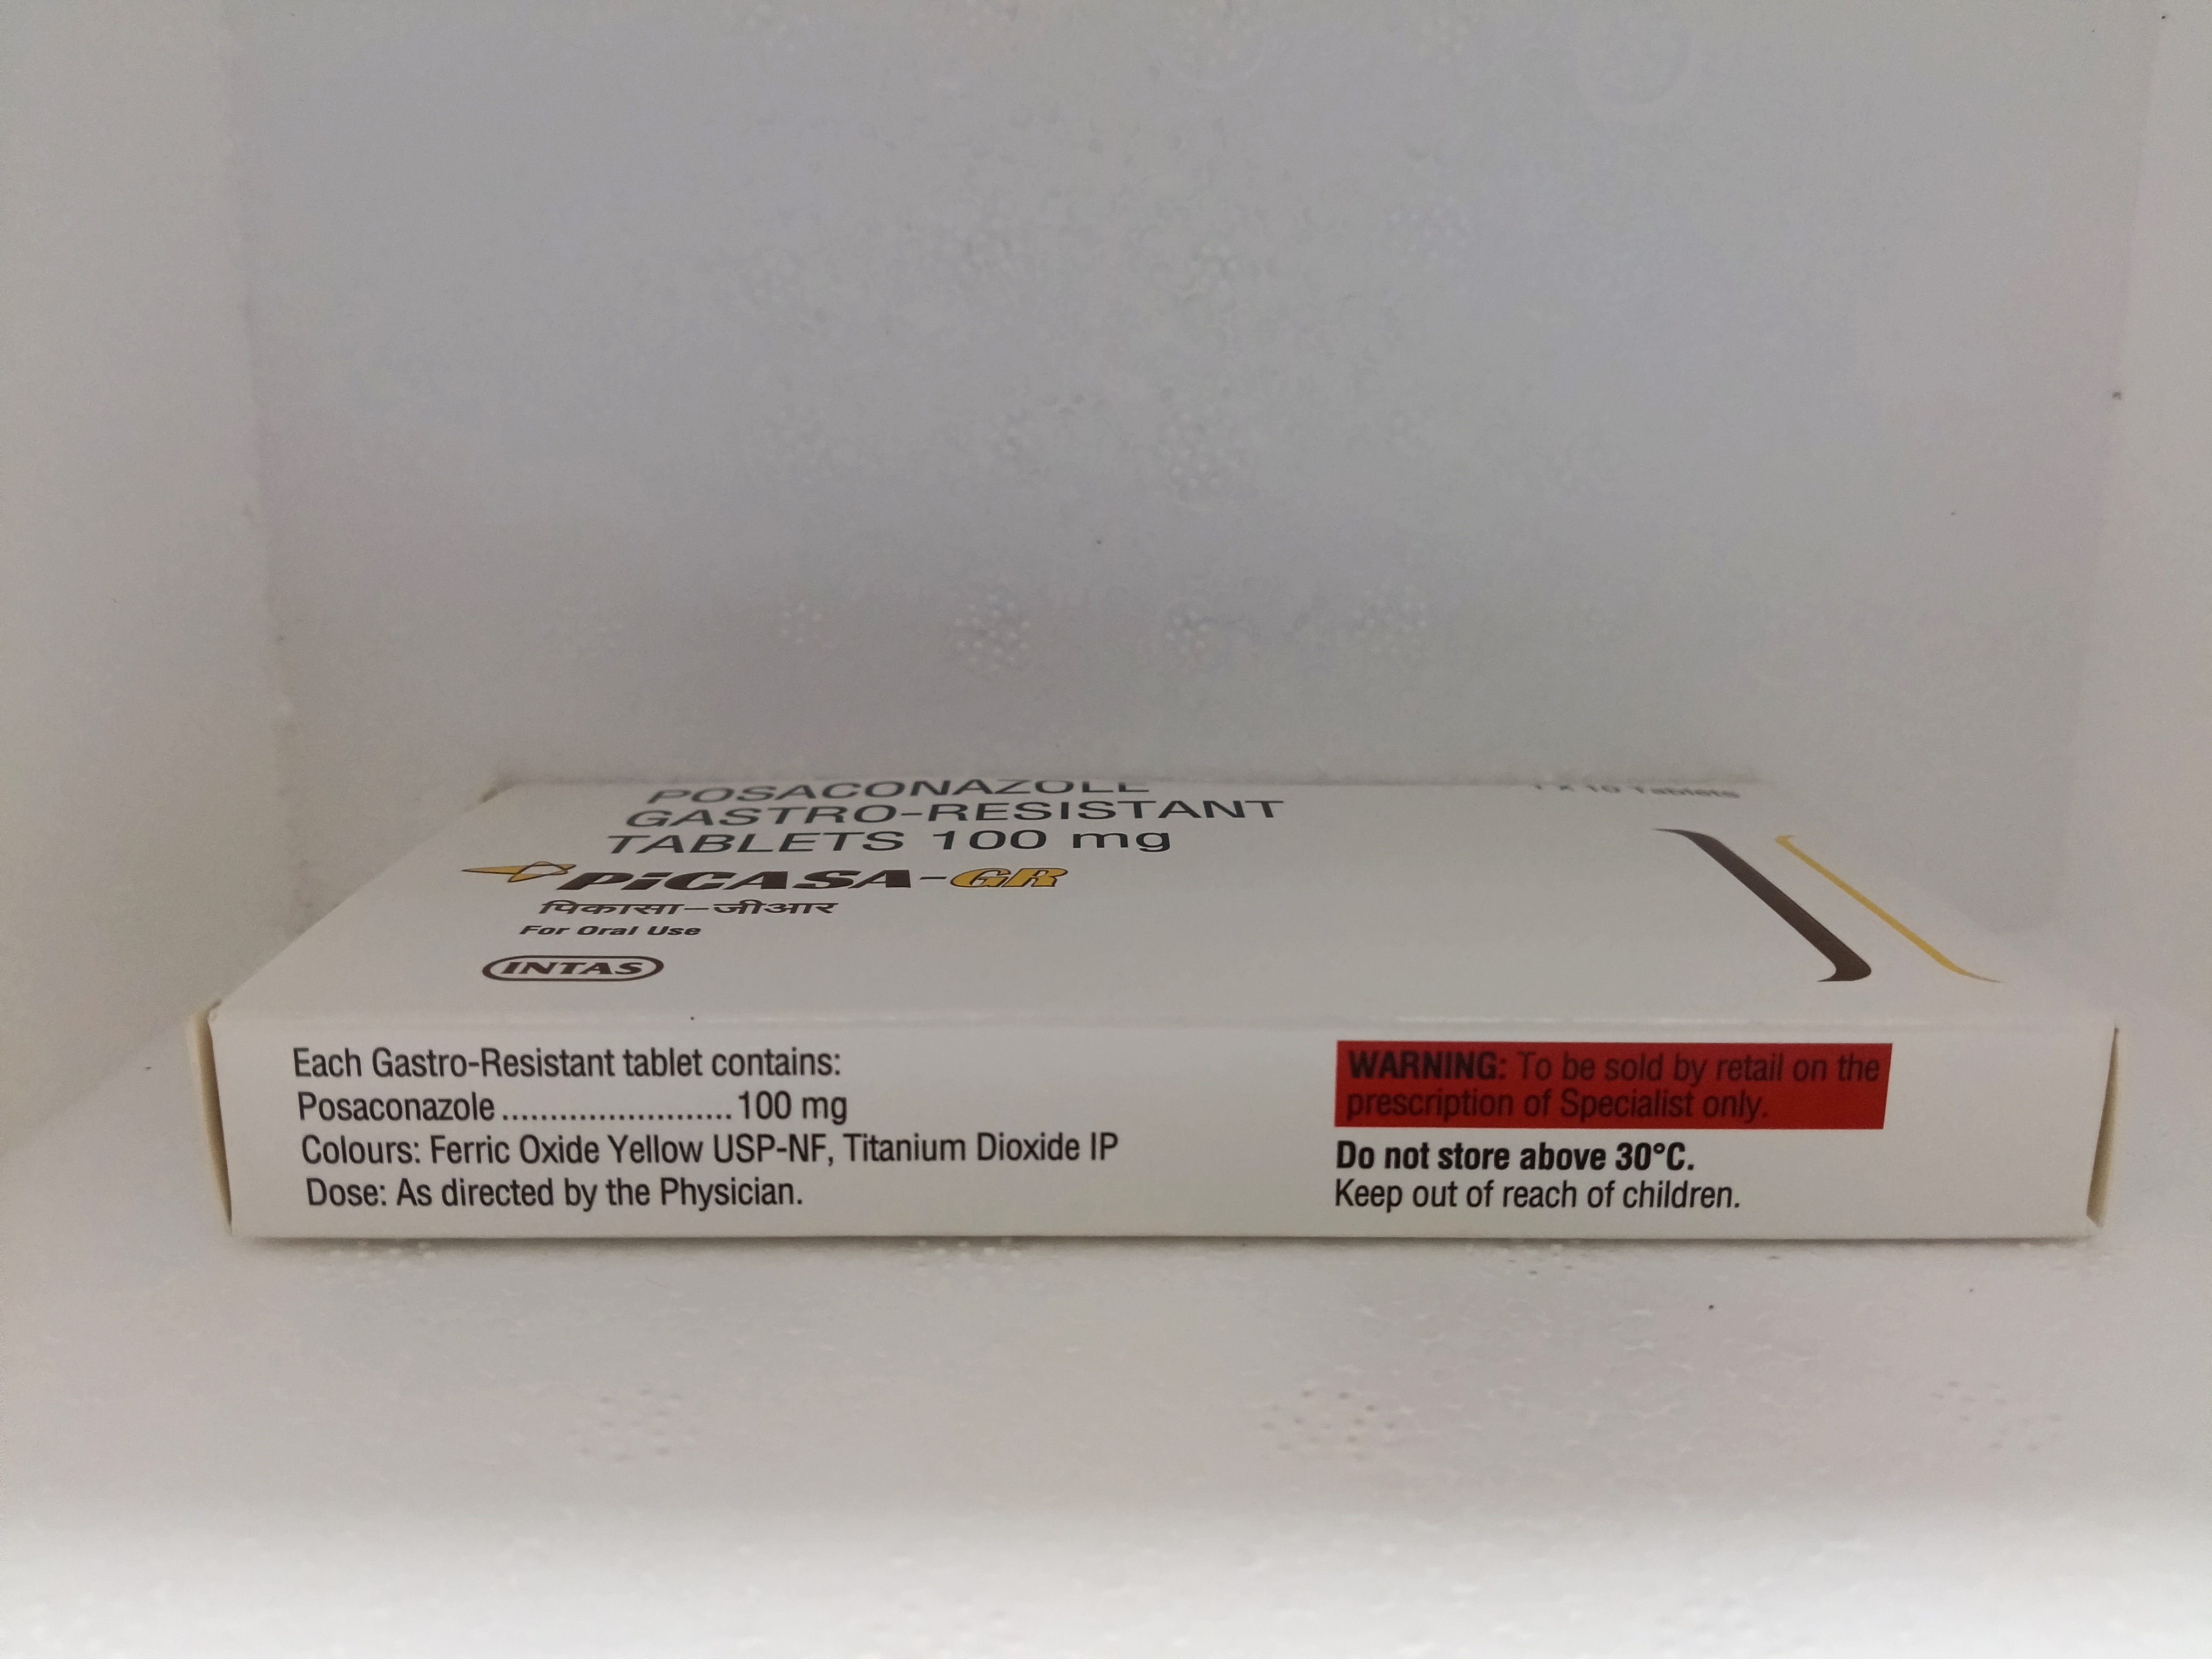 POSACONAZOLE
GASTRO-RESISTANT
TABLETS 100 mg
PiCASA-GR
पिकासा-जीआर
For Oral Use
INTAS
1 x 10 Tablets
Each Gastro-Resistant tablet contains:
Posaconazole........................100 mg
Colours: Ferric Oxide Yellow USP-NF, Titanium Dioxide IP
Dose: As directed by the Physician.
WARNING: To be sold by retail on the
prescription of Specialist only.
Do not store above 30°C.
Keep out of reach of children.